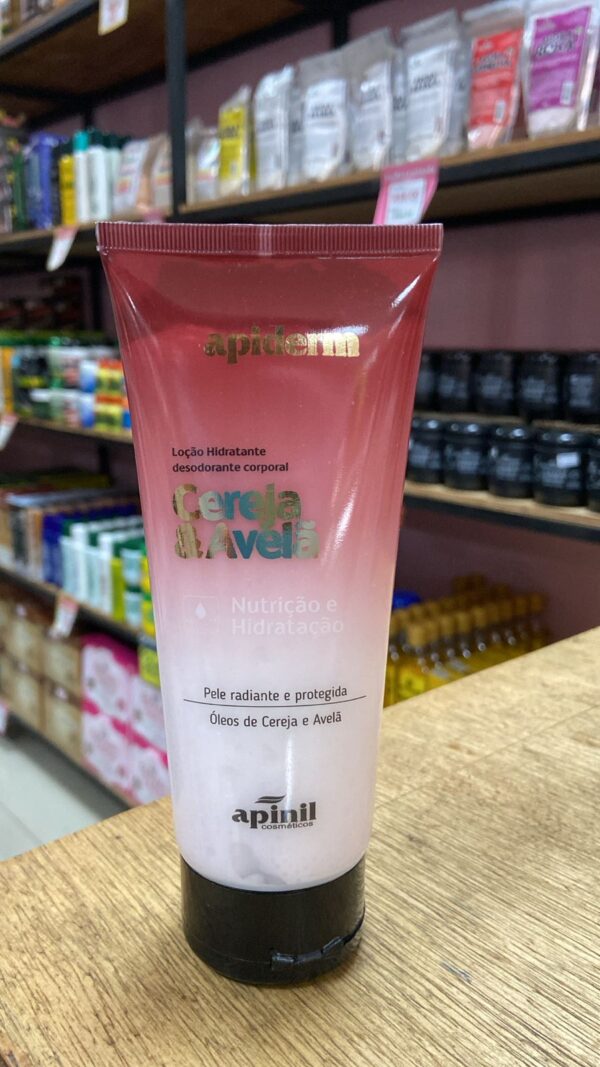 apiderm
Loção Hidratante
desodorante corporal
Cereja
& Avelã
Nutrição e
Hidratação
Pele radiante e protegida
Óleos de Cereja e Avelã
apinil
cosméticos